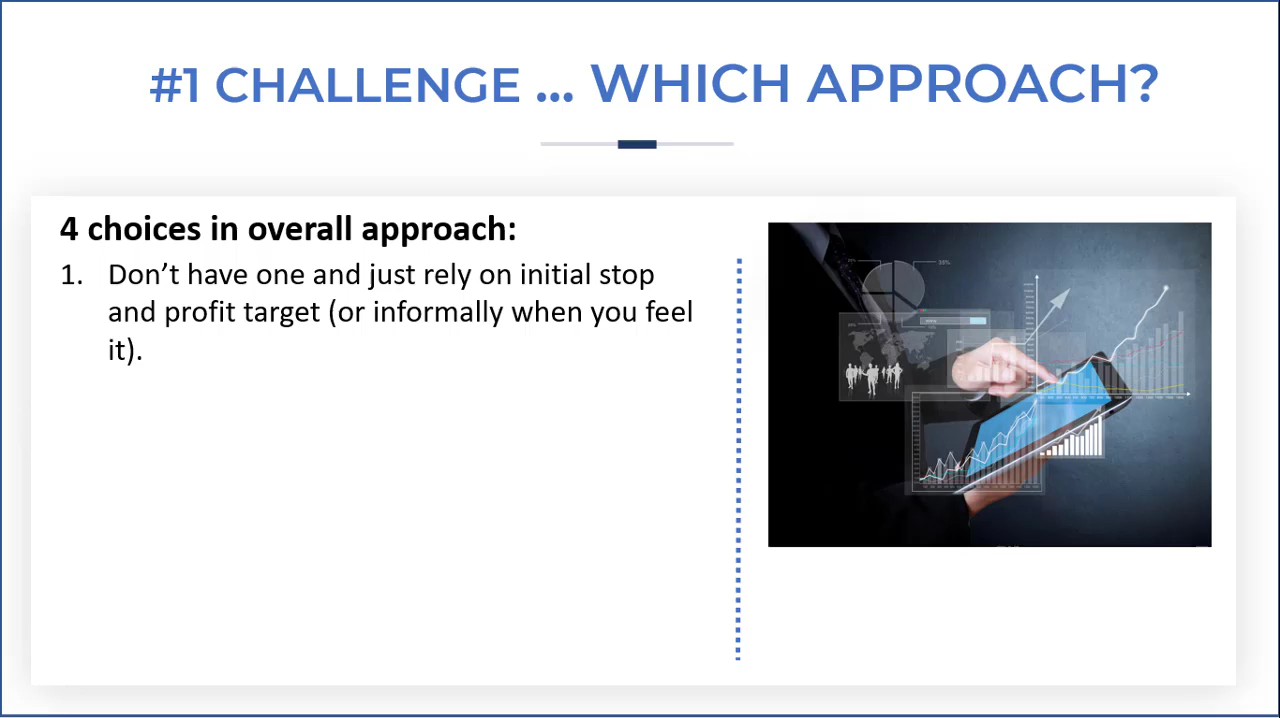 #1 CHALLENGE ... WHICH APPROACH?
4 choices in overall approach:
1. Don’t have one and just rely on initial stop
and profit target (or informally when you feel
it).